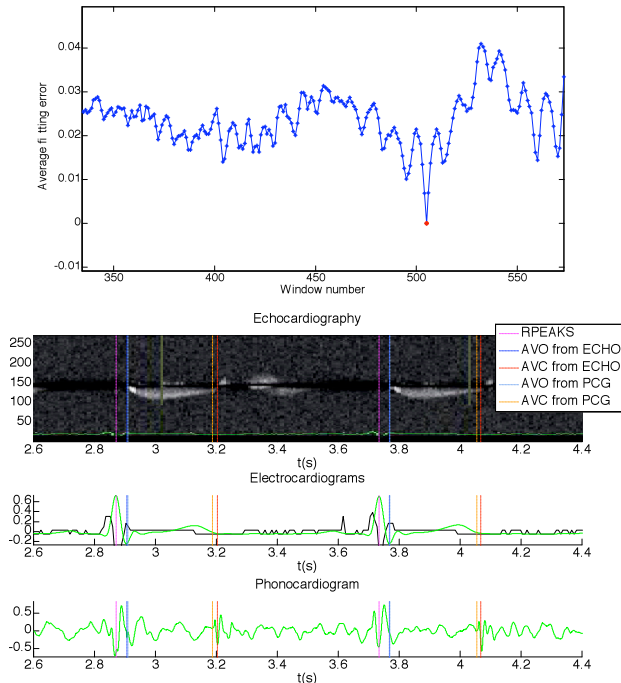 0.04
0.03
0.02
0.01
0
-0.01
Average fi tting error
350 400 450 500 550
Window number
Echocardiography
250
200
150
100
50
2.6 2.8 3 3.2 3.4 3.6 3.8 4 4.2 4.4
t(s)
RPEAKS
AVO from ECHO
AVC from ECHO
AVO from PCG
AVC from PCG
Electrocardiograms
0.6
0.4
0.2
0
-0.2
2.6 2.8 3 3.2 3.4 3.6 3.8 4 4.2 4.4
t(s)
Phonocardiogram
0.5
0
-0.5
2.6 2.8 3 3.2 3.4 3.6 3.8 4 4.2 4.4
t(s)